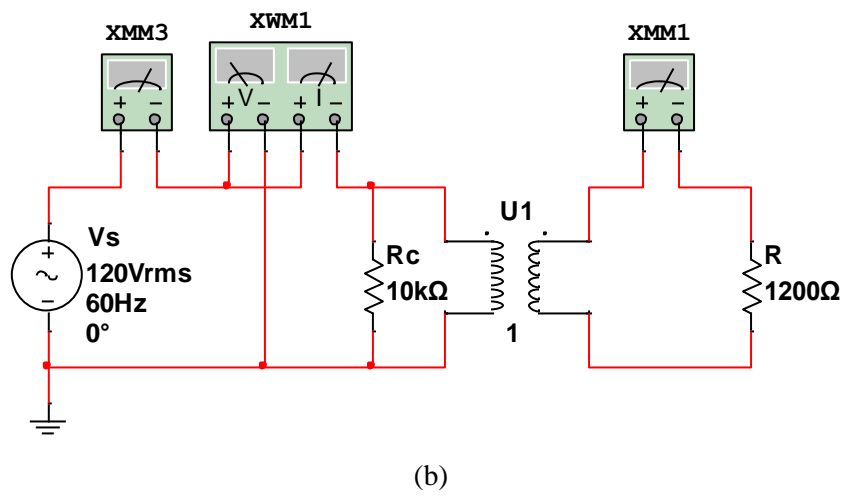 XMM3
XWM1
XMM1
+ −
+ V − + I −
+ −
U1
Vs
120Vrms
60Hz
0°
+
~
−
Rc
10kΩ
1
R
1200Ω
(b)